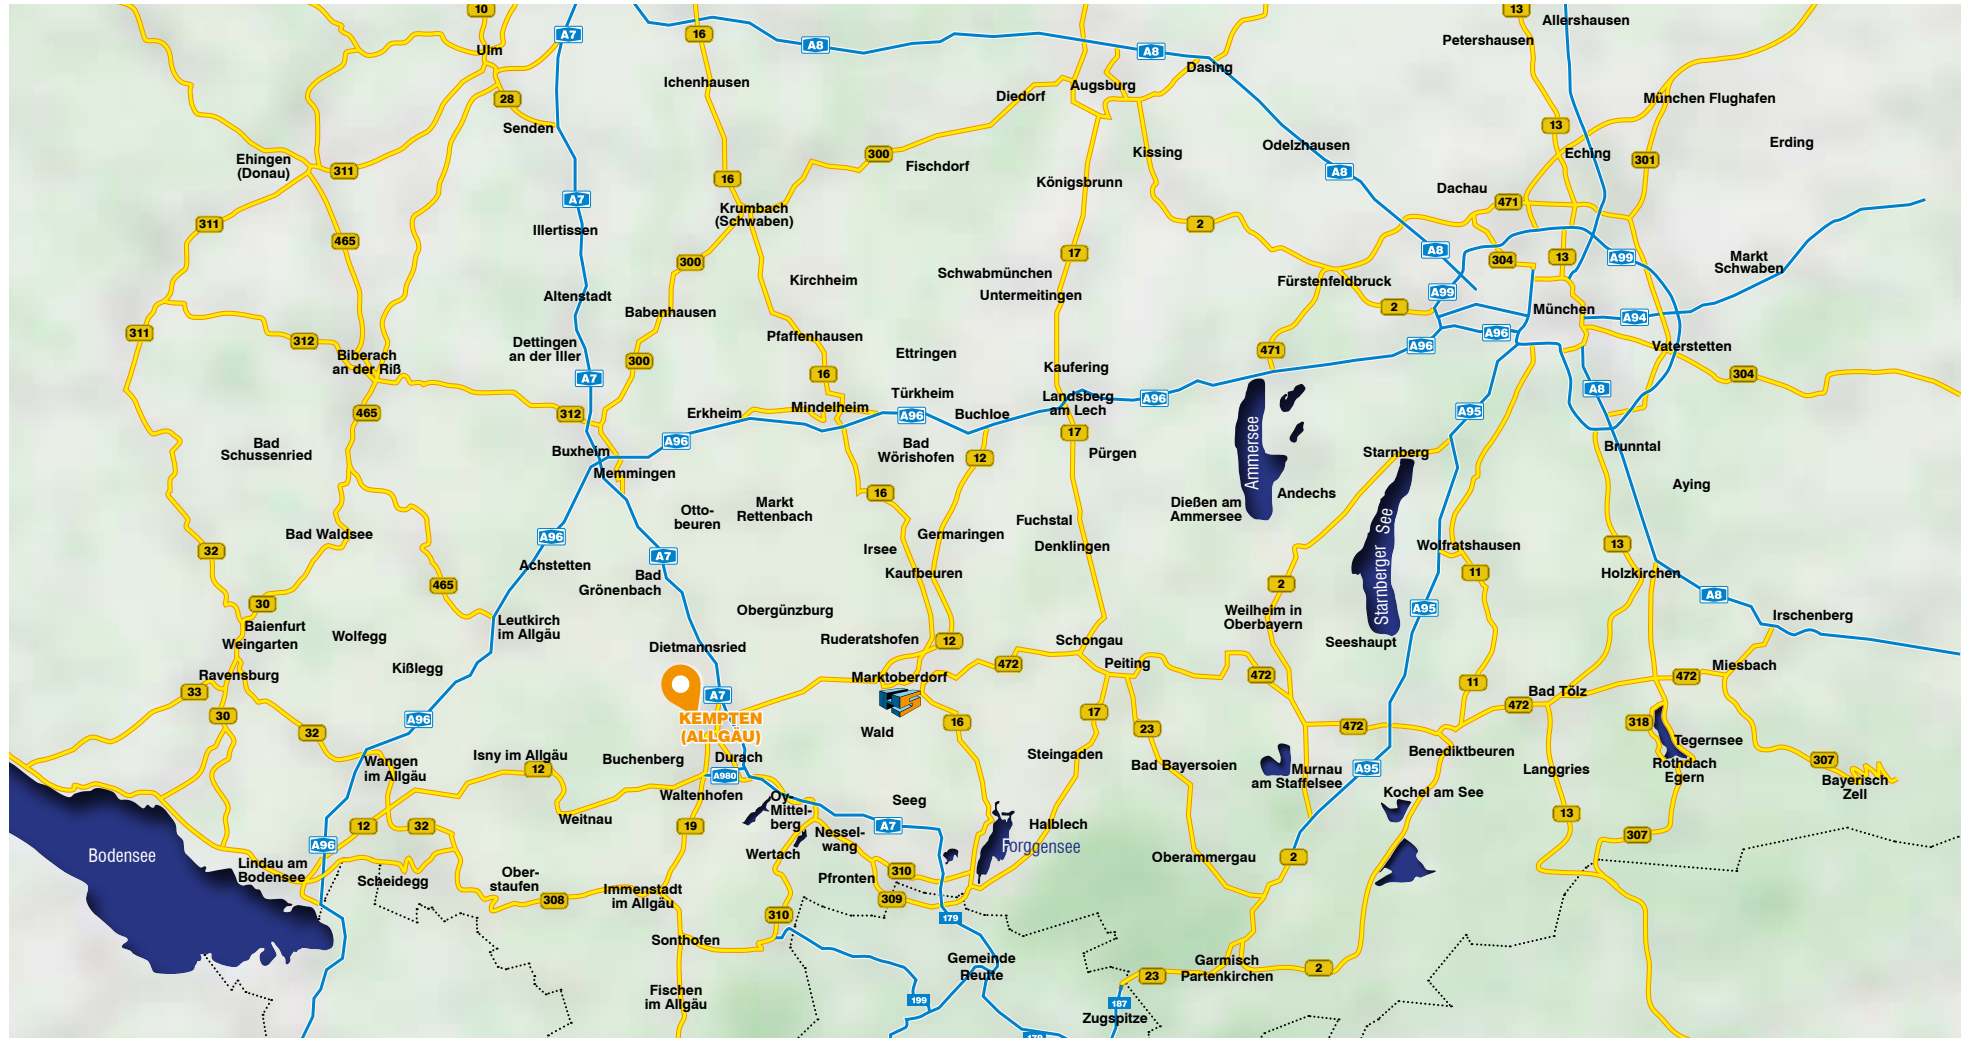 10
A7
16
A8
13
Allershausen
Petershausen
Ulm
A8
Dasing
Ichenhausen
Augsburg
Diedorf
München Flughafen
28
Senden
13
Erding
Ehingen
(Donau)
311
300
Fischdorf
Kissing
Odelzhausen
A8
Eching
301
16
Königsbrunn
Dachau
471
A7
Krumbach
(Schwaben)
311
465
Illertissen
2
17
A8
304
13
A99
Markt
Schwaben
300
Kirchheim
Schwabmünchen
Untermeitingen
Fürstenfeldbruck
A99
Altenstadt
Babenhausen
2
München
A94
311
312
Dettingen
an der Iller
Pfaffenhausen
A96
A96
Vaterstetten
Biberach
an der Riß
300
Ettringen
471
Kaufering
16
A7
304
A8
Türkheim
Landsberg
am Lech
A96
465
312
Erkheim
Mindelheim
A96
Buchloe
A95
Bad
Schussenried
Buxheim
A96
Bad
Wörishofen
12
17
Pürgen
Ammersee
Starnberg
Brunntal
Memmingen
Aying
Otto-
beuren
Markt
Rettenbach
16
Andechs
Dießen am
Ammersee
Starnberger See
Bad Waldsee
A96
Germaringen
Fuchstal
Denklingen
32
A7
Irsee
Wolfratshausen
13
Achstetten
Bad
Grönenbach
Kaufbeuren
11
Holzkirchen
465
2
30
A8
Baienfurt
Weingarten
Wolfegg
Leutkirch
im Allgäu
Obergünzburg
Weilheim in
Oberbayern
A95
Irschenberg
Ruderatshofen
12
Schongau
Seeshaupt
Dietmannsried
Kißlegg
472
Peiting
472
Miesbach
Ravensburg
Marktoberdorf
11
472
33
A7
Bad Tölz
30
A96
KEMPTEN
(ALLGÄU)
16
17
472
472
318
32
Wald
23
Tegernsee
Isny im Allgäu
Buchenberg
Durach
Steingaden
Benediktbeuren
Wangen
im Allgäu
12
A980
Bad Bayersoien
Murnau
am Staffelsee
A95
Langgries
Rothdach
Egern
307
Bayerisch
Zell
Waltenhofen
Oy-
Mittel-
berg
Seeg
Kochel am See
12
32
Weitnau
19
Nessel-
wang
A7
Halblech
13
307
A96
Bodensee
Wertach
Forggensee
Oberammergau
2
Lindau am
Bodensee
Scheidegg
Ober-
staufen
Pfronten
310
308
Immenstadt
im Allgäu
309
310
179
Sonthofen
Gemeinde
Reutte
Garmisch
Partenkirchen
23
2
Fischen
im Allgäu
199
187
Zugspitze